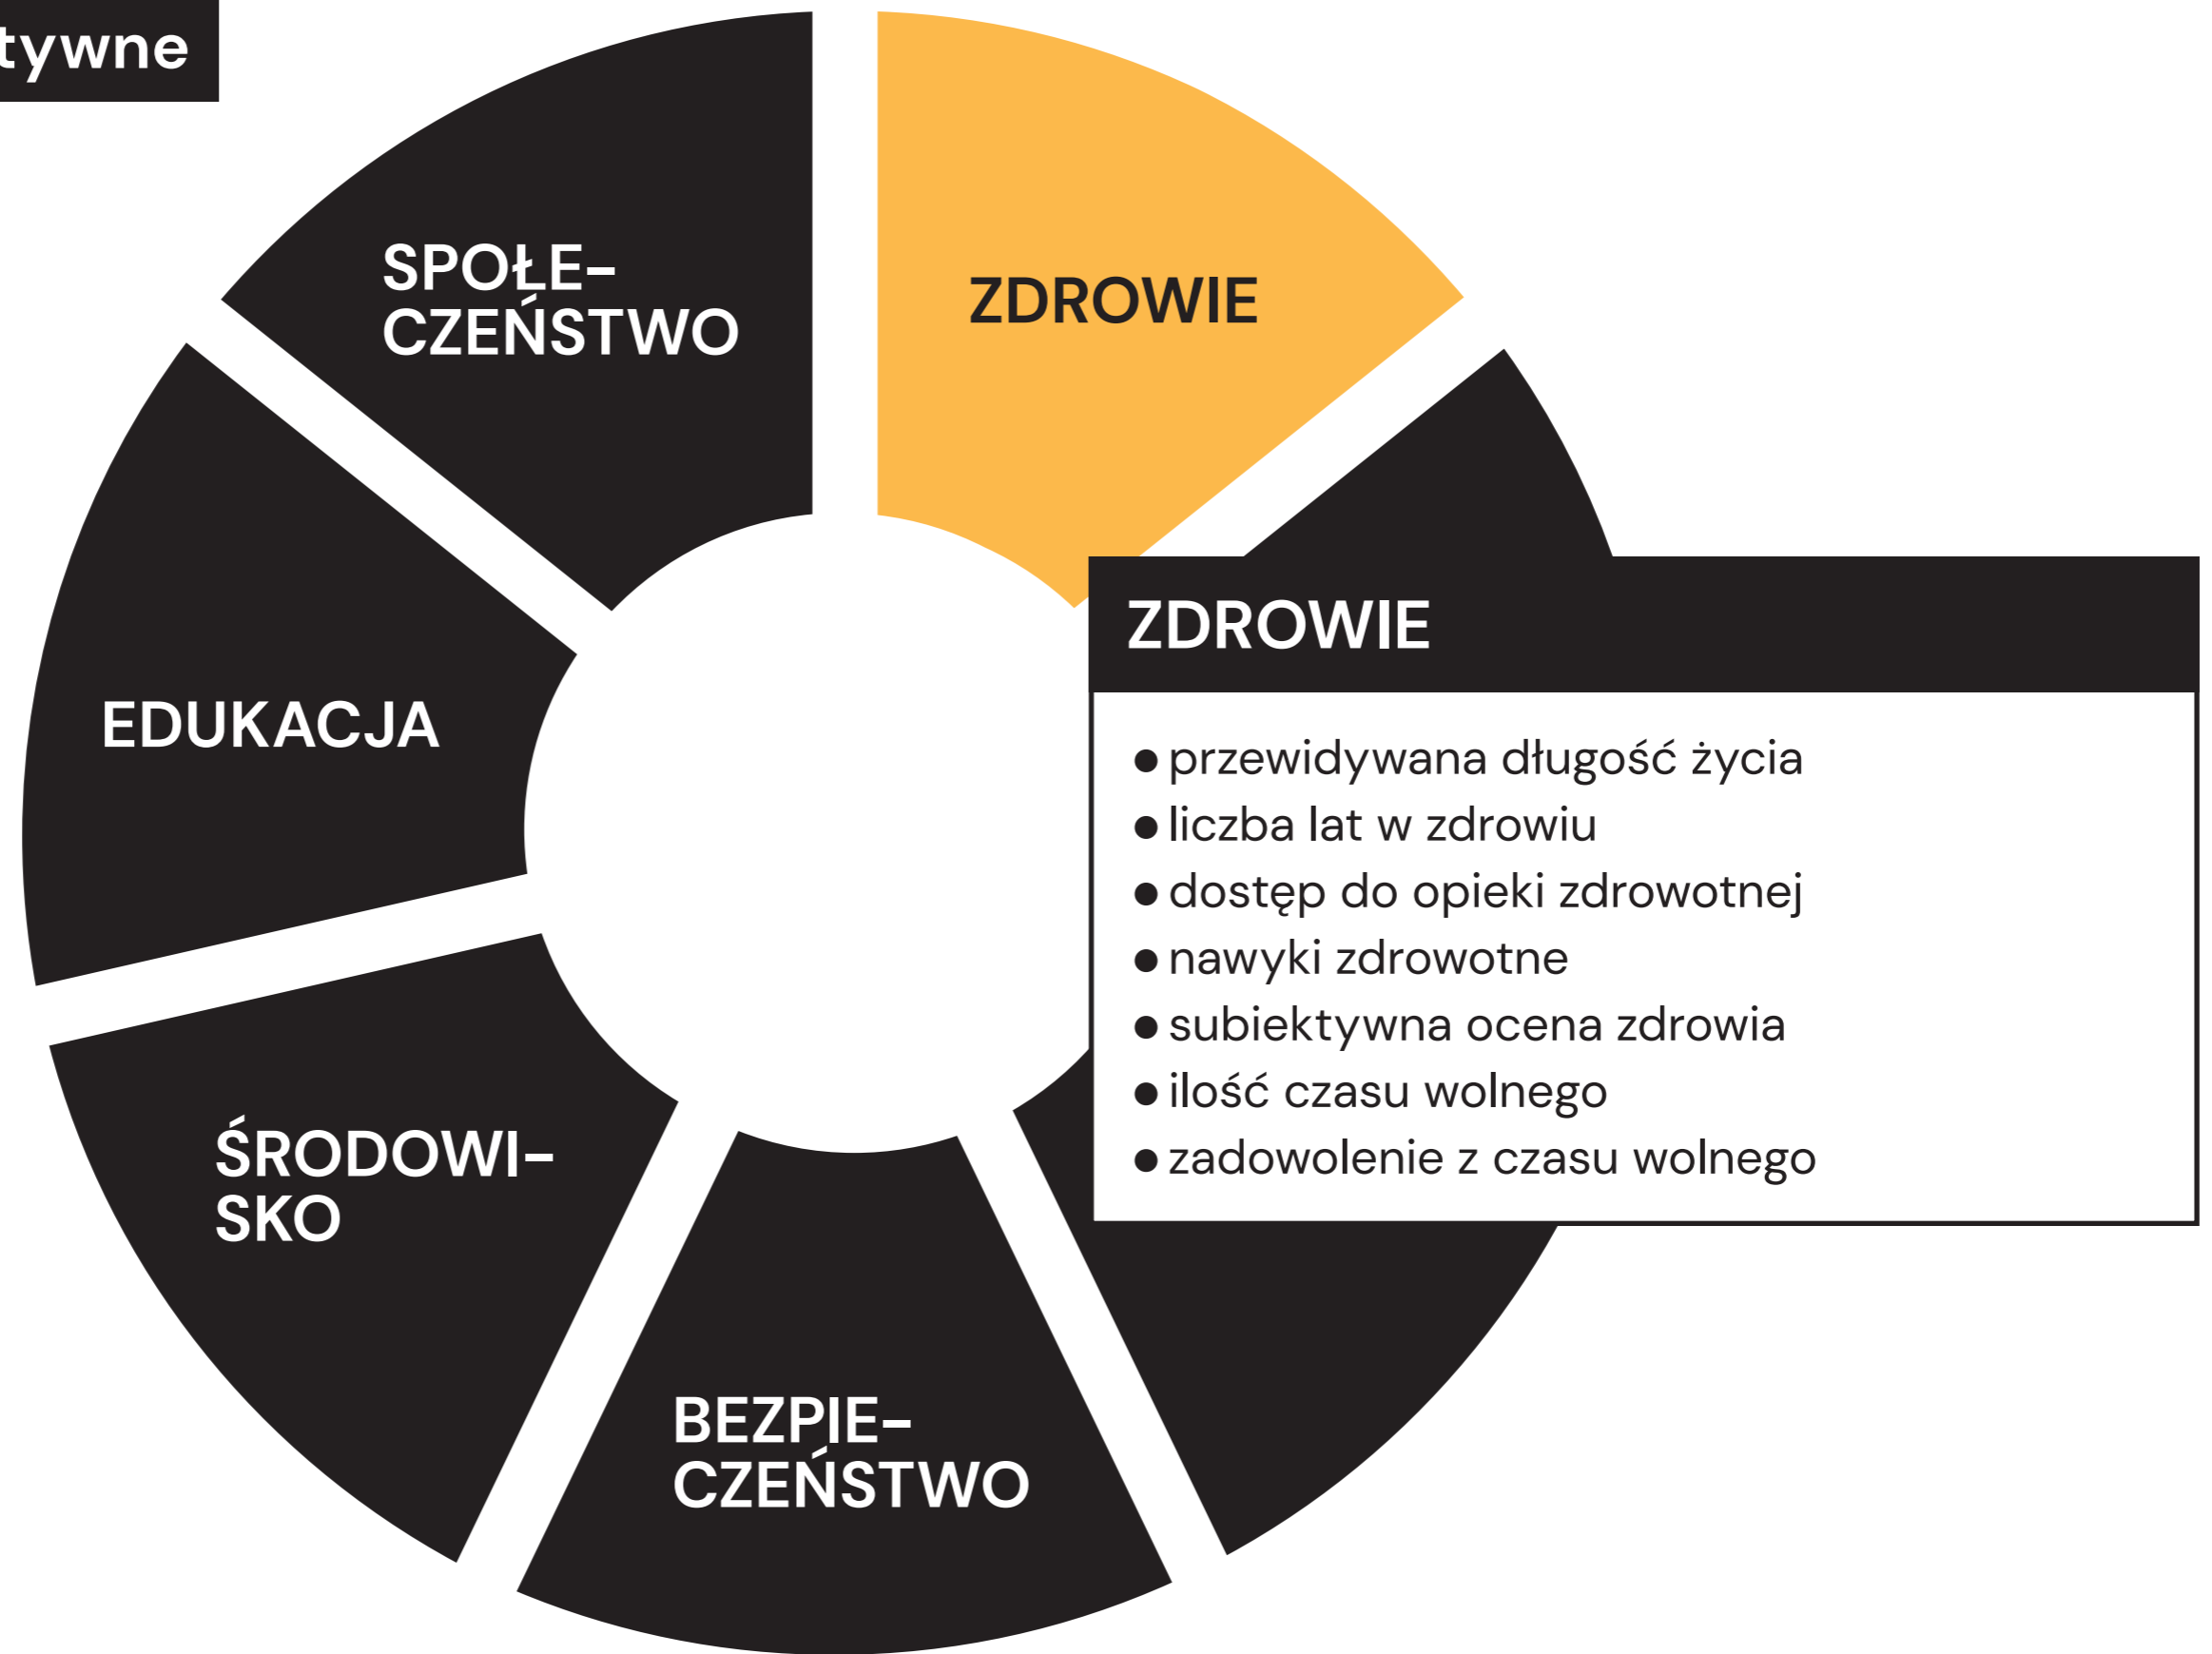 tywne
SPOŁE-
CZEŃSTWO
ZDROWIE
EDUKACJA
ŚRODOWI-
SKO
BEZPIE-
CZEŃSTWO
ZDROWIE
● przewidywana długość życia
● liczba lat w zdrowiu
● dostęp do opieki zdrowotnej
● nawyki zdrowotne
● subiektywna ocena zdrowia
● ilość czasu wolnego
● zadowolenie z czasu wolnego